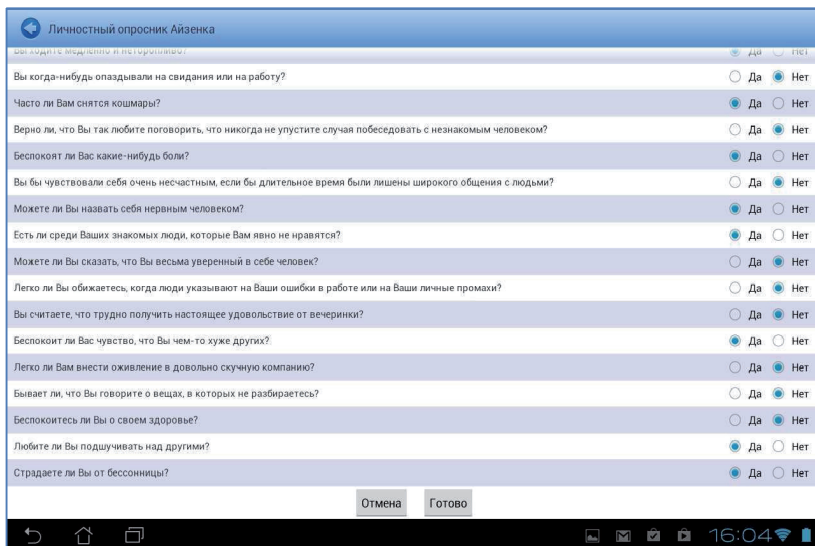 Личностный опросник Айзенка
Вы ходите медленно и неторопливо? Да Нет
Вы когда-нибудь опаздывали на свидания или на работу? Да Нет
Часто ли Вам снятся кошмары? Да Нет
Верно ли, что Вы так любите поговорить, что никогда не упустите случая побеседовать с незнакомым человеком? Да Нет
Беспокоят ли Вас какие-нибудь боли? Да Нет
Вы бы чувствовали себя очень несчастным, если бы длительное время были лишены широкого общения с людьми? Да Нет
Можете ли Вы назвать себя нервным человеком? Да Нет
Есть ли среди Ваших знакомых люди, которые Вам явно не нравятся? Да Нет
Можете ли Вы сказать, что Вы весьма уверенный в себе человек? Да Нет
Легко ли Вы обижаетесь, когда люди указывают на Ваши ошибки в работе или на Ваши личные промахи? Да Нет
Вы считаете, что трудно получить настоящее удовольствие от вечеринки? Да Нет
Беспокоит ли Вас чувство, что Вы чем-то хуже других? Да Нет
Легко ли Вам внести оживление в довольно скучную компанию? Да Нет
Бывает ли, что Вы говорите о вещах, в которых не разбираетесь? Да Нет
Беспокоитесь ли Вы о своем здоровье? Да Нет
Любите ли Вы подшучивать над другими? Да Нет
Страдаете ли Вы от бессонницы? Да Нет
Отмена Готово
16:04